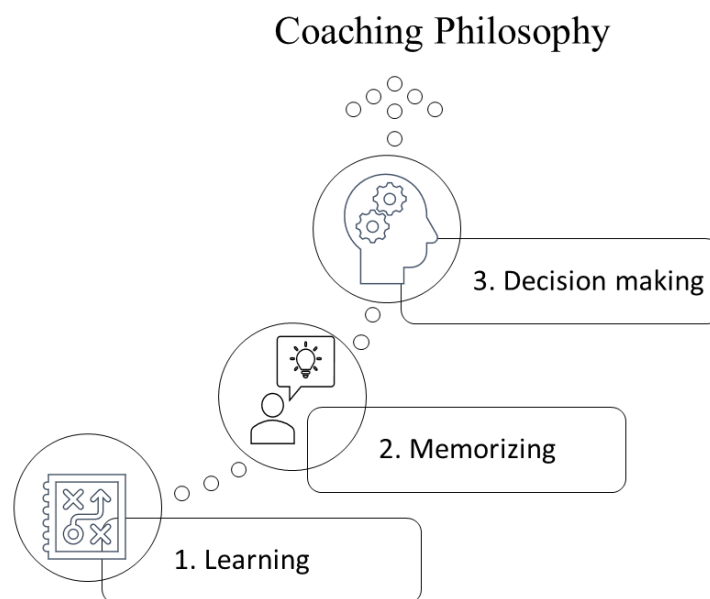 Coaching Philosophy
3. Decision making
2. Memorizing
1. Learning